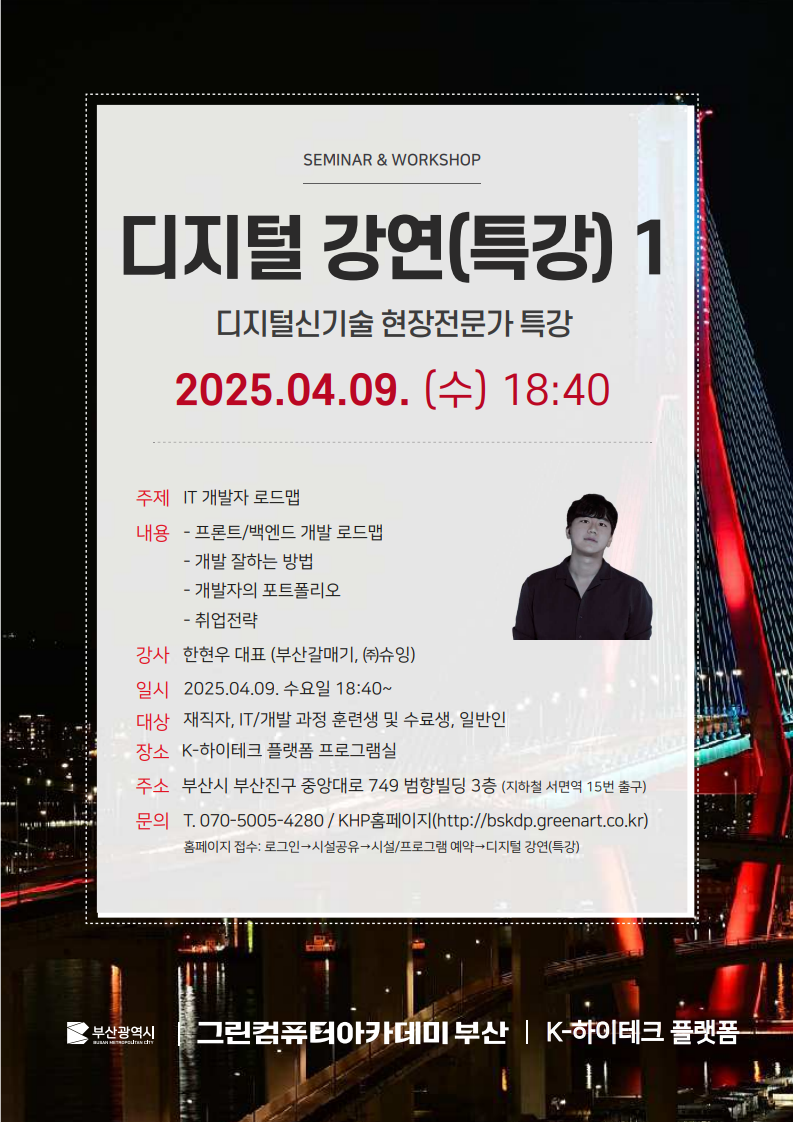 SEMINAR & WORKSHOP
디지털 강연(특강) 1
디지털신기술 현장전문가 특강
2025.04.09. (수) 18:40
주제 IT 개발자 로드맵
내용 - 프론트/백엔드 개발 로드맵
- 개발 잘하는 방법
- 개발자의 포트폴리오
- 취업전략
강사 한현우 대표 (부산갈매기, ㈜슈잉)
일시 2025.04.09. 수요일 18:40~
대상 재직자, IT/개발 과정 훈련생 및 수료생, 일반인
장소 K-하이테크 플랫폼 프로그램실
주소 부산시 부산진구 중앙대로 749 범향빌딩 3층 (지하철 서면역 15번 출구)
문의 T. 070-5005-4280 / KHP홈페이지(http://bskdp.greenart.co.kr)
홈페이지 접수: 로그인→시설공유→시설/프로그램 예약→디지털 강연(특강)
부산광역시 | 그린컴퓨터아카데미 부산 | K-하이테크 플랫폼
BUSAN METROPOLITAN CITY